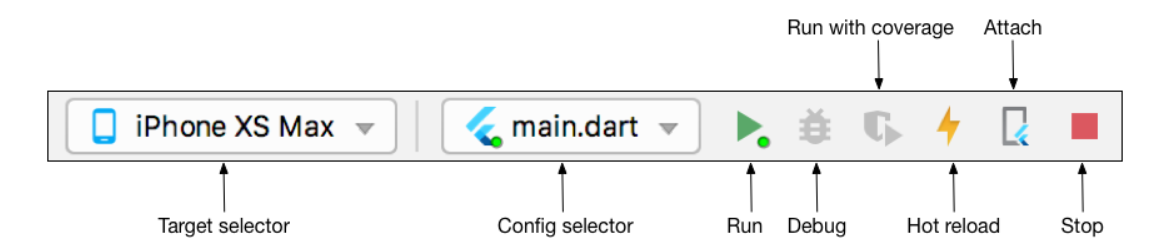 Run with coverage Attach
iPhone XS Max main.dart
Target selector Config selector Run Debug Hot reload Stop